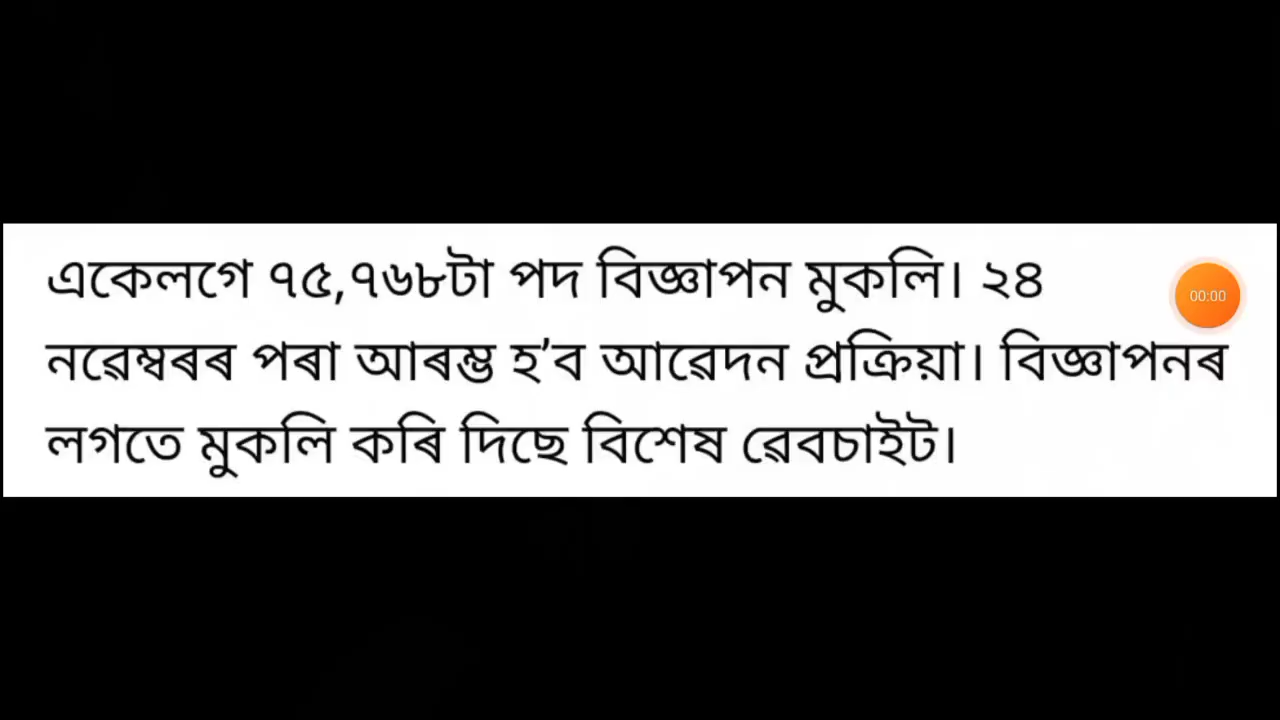 একেলগে ৭৫,৭৬৮টা পদ বিজ্ঞাপন মুকলি। ২৪
00:00
নৱেম্বৰৰ পৰা আৰম্ভ হ’ব আৱেদন প্ৰক্ৰিয়া। বিজ্ঞাপনৰ
লগতে মুকলি কৰি দিছে বিশেষ ৱেবচাইট।